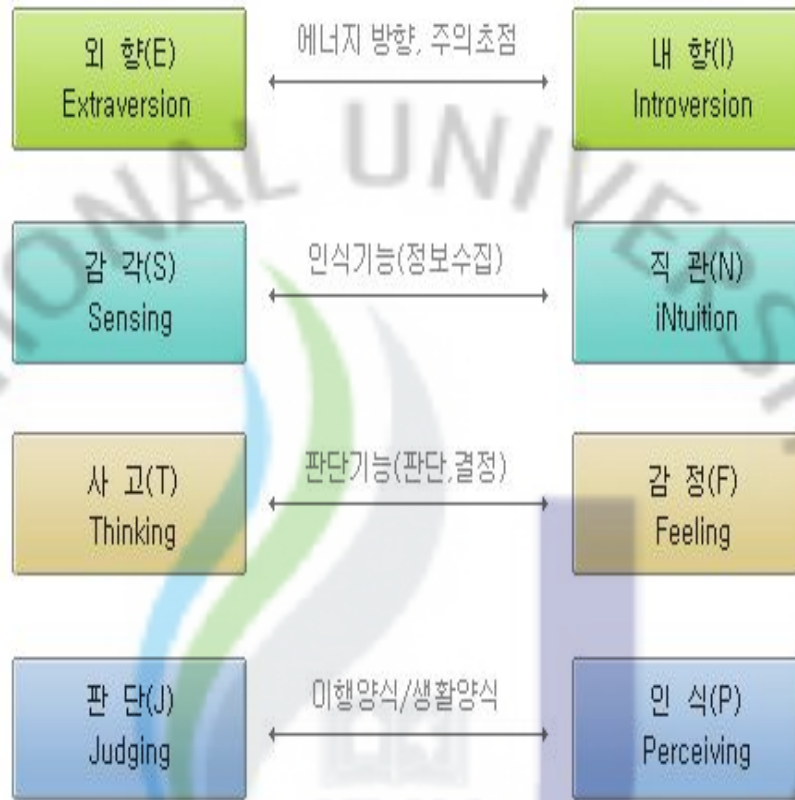 외 향(E)
Extraversion
에너지 방향, 주의초점
내 향(I)
Introversion
감 각(S)
Sensing
인식기능(정보수집)
직 관(N)
iNtuition
사 고(T)
Thinking
판단기능(판단,결정)
감 정(F)
Feeling
판 단(J)
Judging
이행양식/생활양식
인 식(P)
Perceiving
IONAL UNIVERSI